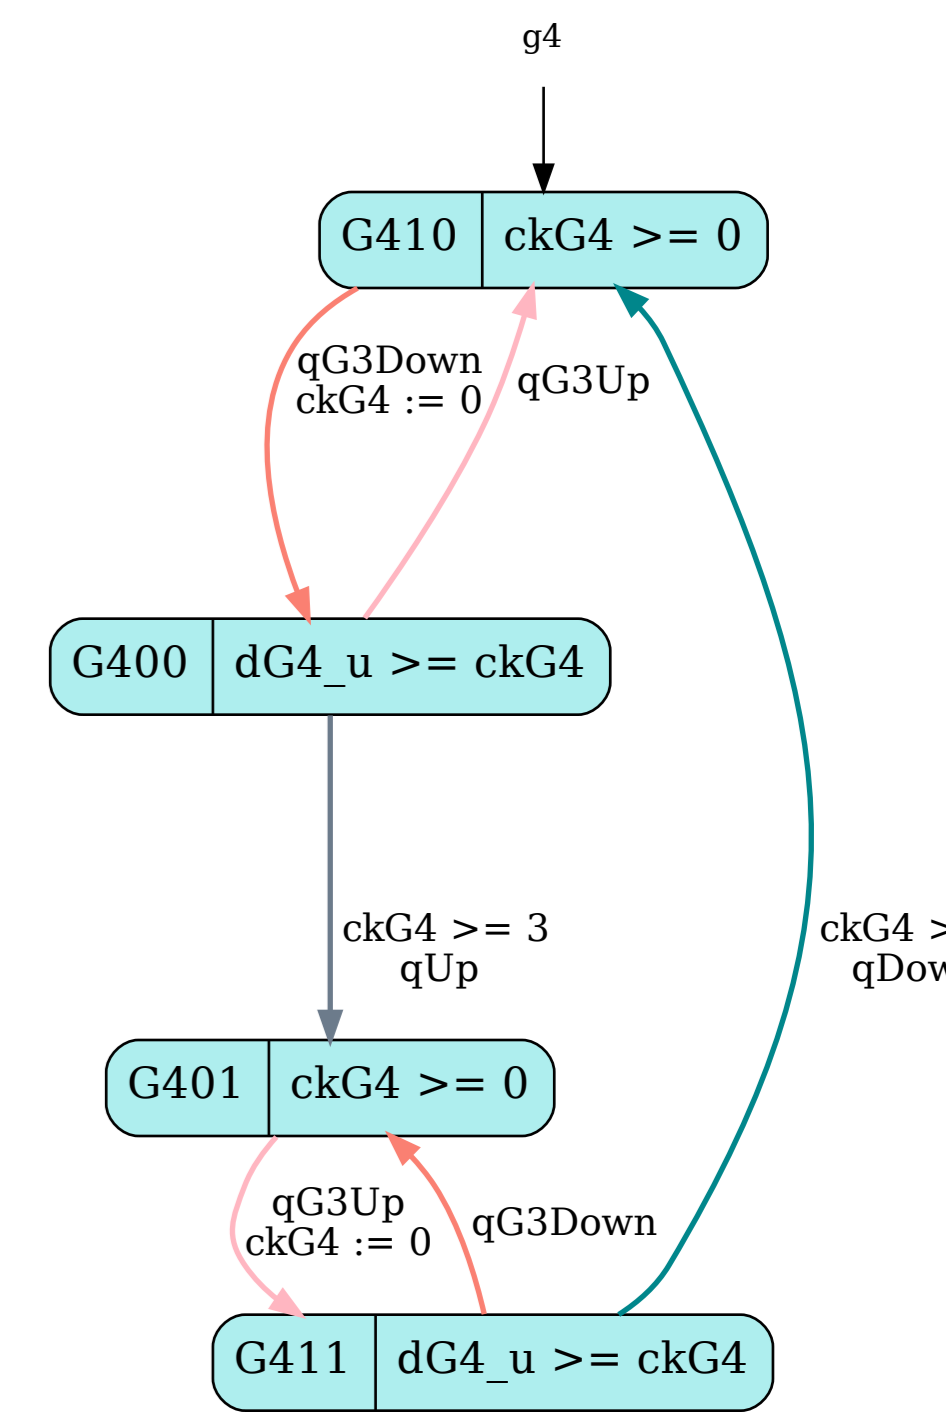 g4
G410 ckG4 >= 0
qG3Down
ckG4 := 0
qG3Up
G400 dG4_u >= ckG4
ckG4 >= 3
qUp
ckG4
G401 ckG4 >= 0
qG3Up
ckG4 := 0
qG3Down
G411 dG4_u >= ckG4